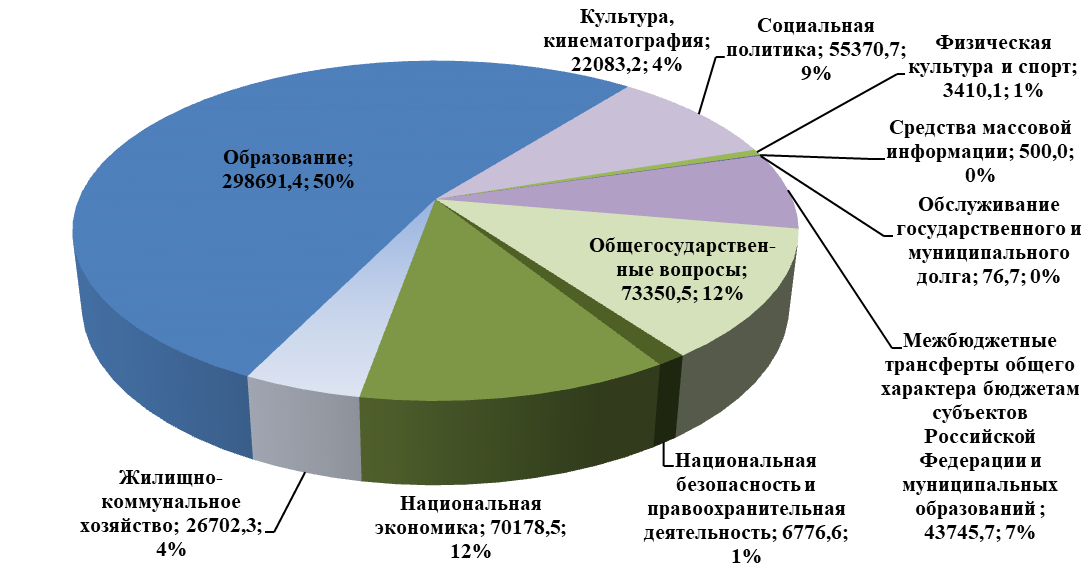 Культура,
кинематография;
22083,2; 4%
Социальная
политика; 55370,7;
9%
Физическая
культура и спорт;
3410,1; 1%
Средства массовой
информации; 500,0;
0%
Обслуживание
государственного и
муниципального
долга; 76,7; 0%
Межбюджетные
трансферты общего
характера бюджетам
субъектов
Российской
Федерации и
муниципальных
образований ;
43745,7; 7%
Образование;
298691,4; 50%
Общегосударствен-
ные вопросы;
73350,5; 12%
Национальная
безопасность и
правоохранительная
деятельность; 6776,6;
1%
Национальная
экономика; 70178,5;
12%
Жилищно-
коммунальное
хозяйство; 26702,3;
4%